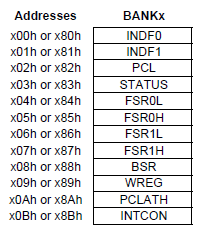 Addresses BANKx
x00h or x80h INDF0
x01h or x81h INDF1
x02h or x82h PCL
x03h or x83h STATUS
x04h or x84h FSR0L
x05h or x85h FSR0H
x06h or x86h FSR1L
x07h or x87h FSR1H
x08h or x88h BSR
x09h or x89h WREG
x0Ah or x8Ah PCLATH
x0Bh or x8Bh INTCON